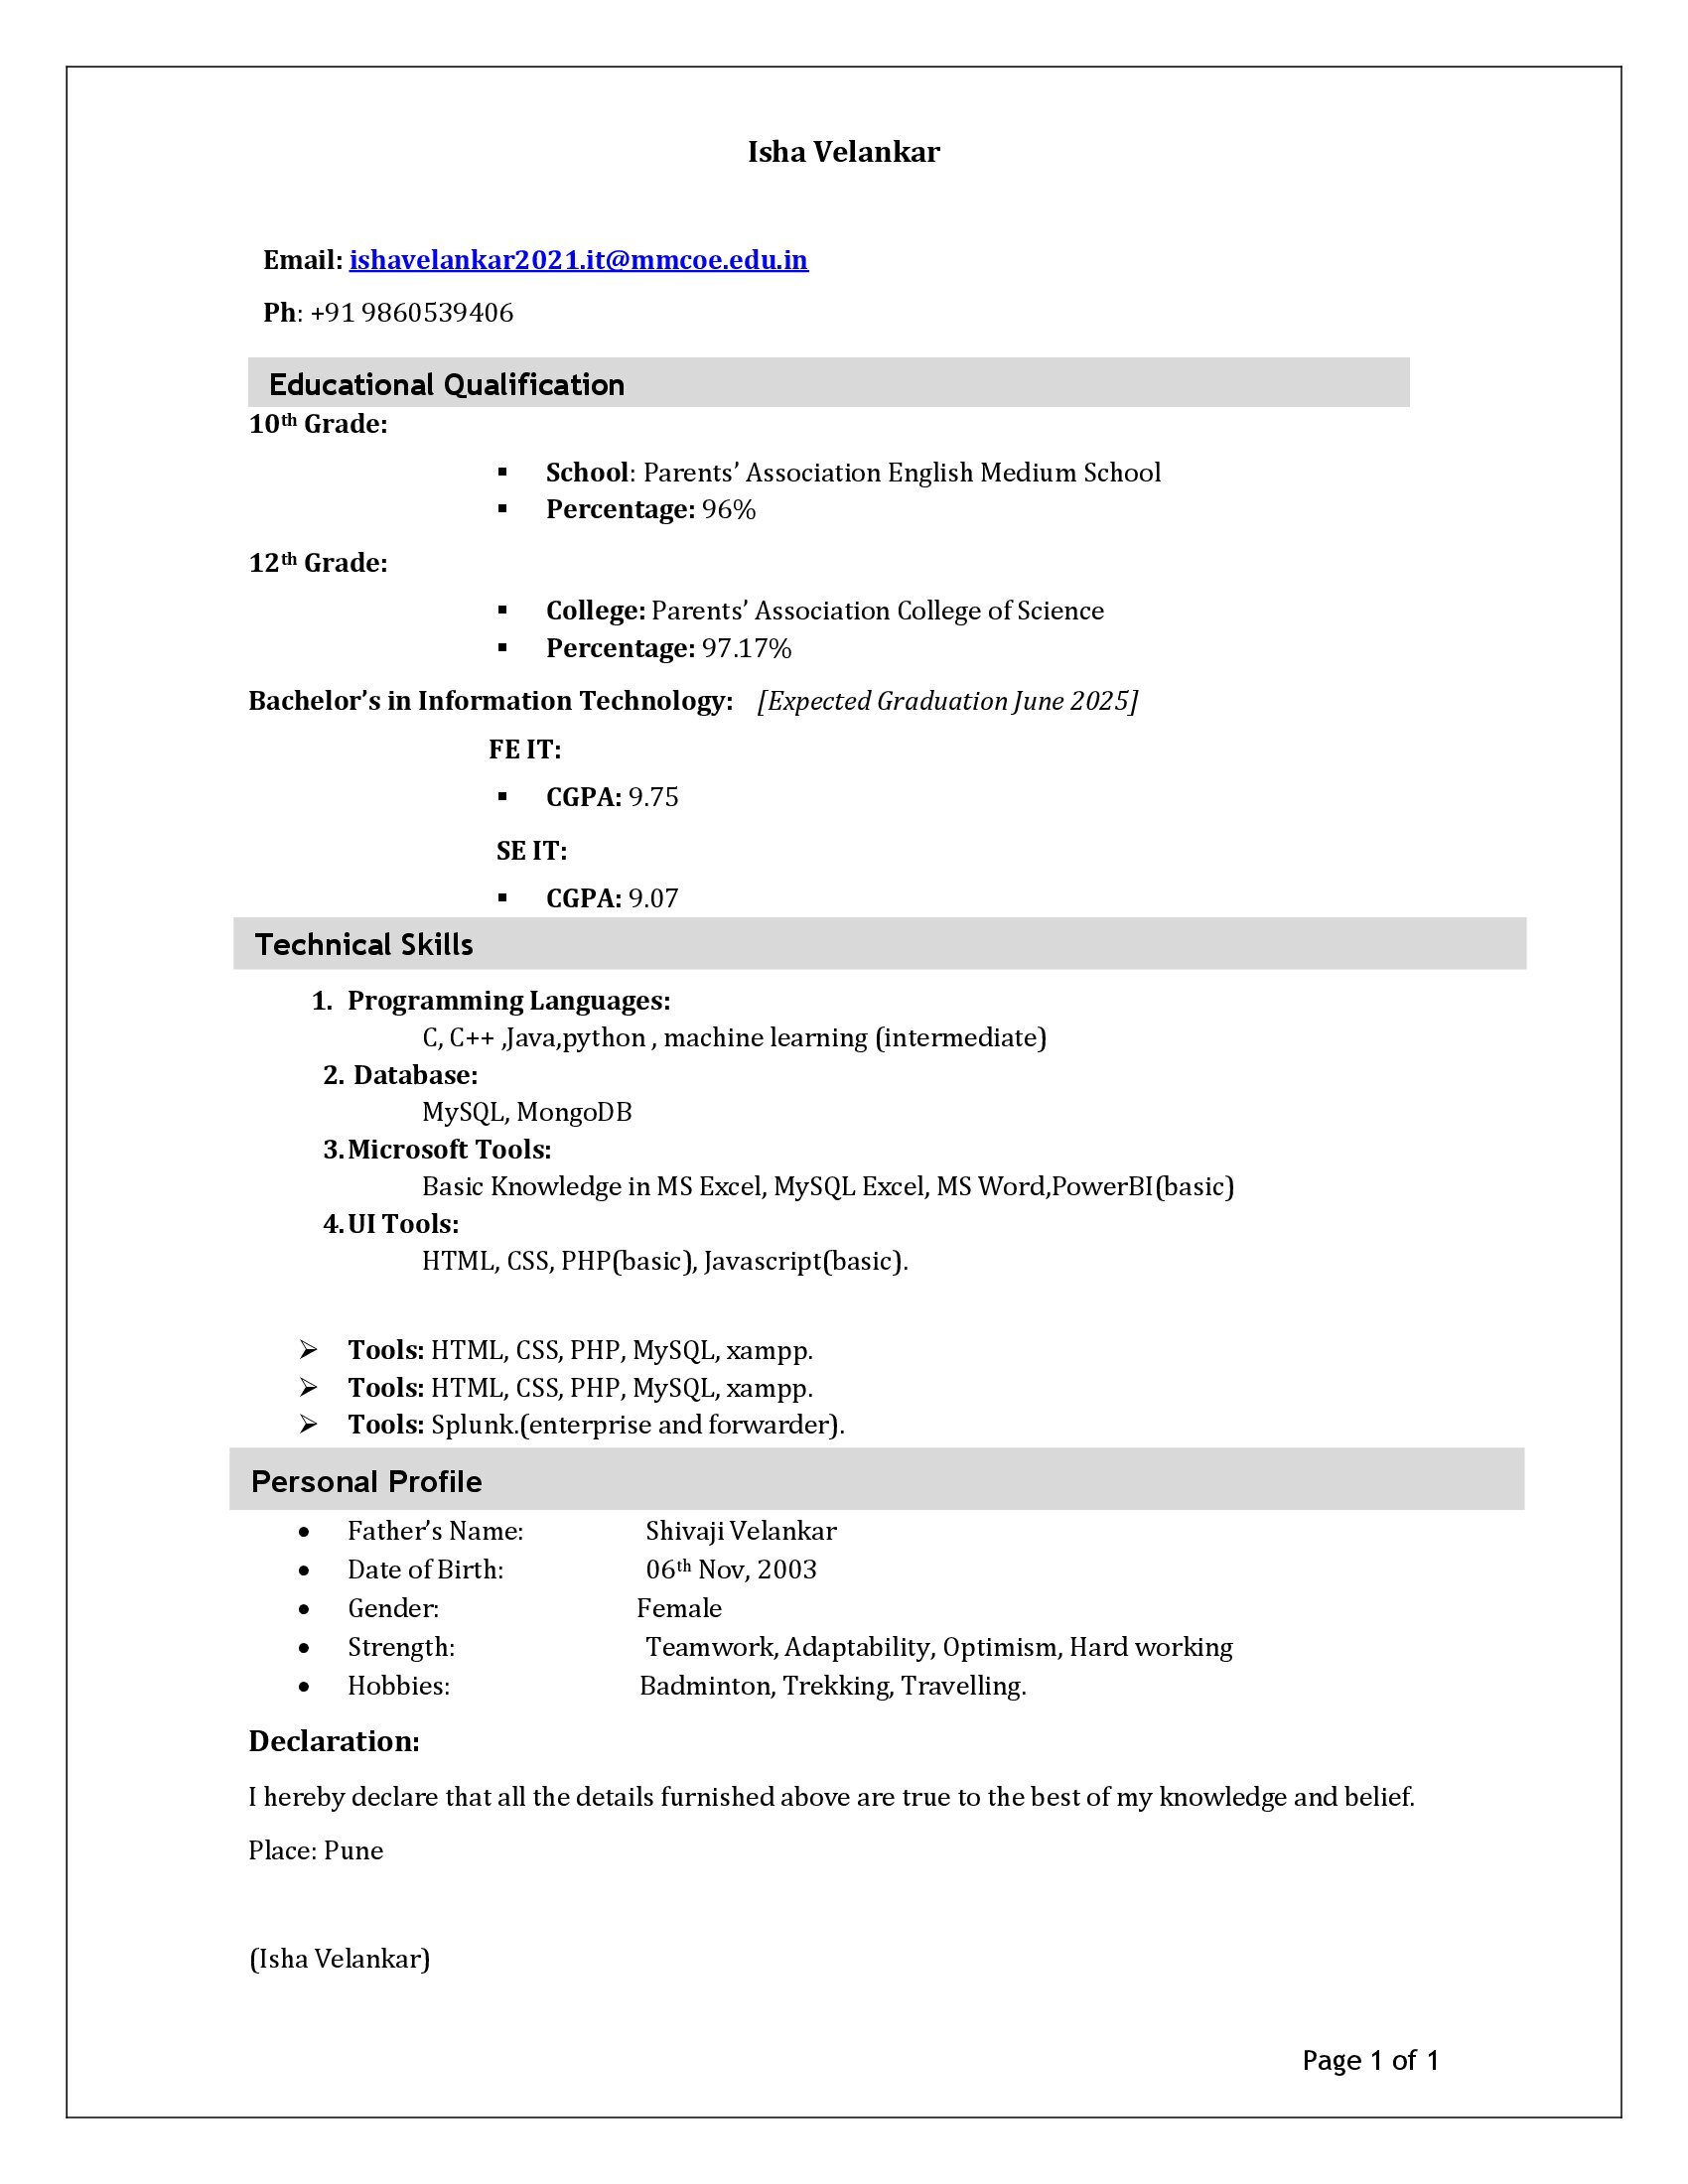 Isha Velankar
Email: ishavelankar2021.it@mmcoe.edu.in
Ph: +91 9860539406
Educational Qualification
10th Grade:
▪ School: Parents’ Association English Medium School
▪ Percentage: 96%
12th Grade:
▪ College: Parents’ Association College of Science
▪ Percentage: 97.17%
Bachelor’s in Information Technology: [Expected Graduation June 2025]
FE IT:
▪ CGPA: 9.75
SE IT:
▪ CGPA: 9.07
Technical Skills
1. Programming Languages:
C, C++ ,Java,python , machine learning (intermediate)
2. Database:
MySQL, MongoDB
3. Microsoft Tools:
Basic Knowledge in MS Excel, MySQL Excel, MS Word,PowerBI(basic)
4. UI Tools:
HTML, CSS, PHP(basic), Javascript(basic).
➢ Tools: HTML, CSS, PHP, MySQL, xampp.
➢ Tools: HTML, CSS, PHP, MySQL, xampp.
➢ Tools: Splunk.(enterprise and forwarder).
Personal Profile
• Father’s Name: Shivaji Velankar
• Date of Birth: 06th Nov, 2003
• Gender: Female
• Strength: Teamwork, Adaptability, Optimism, Hard working
• Hobbies: Badminton, Trekking, Travelling.
Declaration:
I hereby declare that all the details furnished above are true to the best of my knowledge and belief.
Place: Pune
(Isha Velankar)
Page 1 of 1